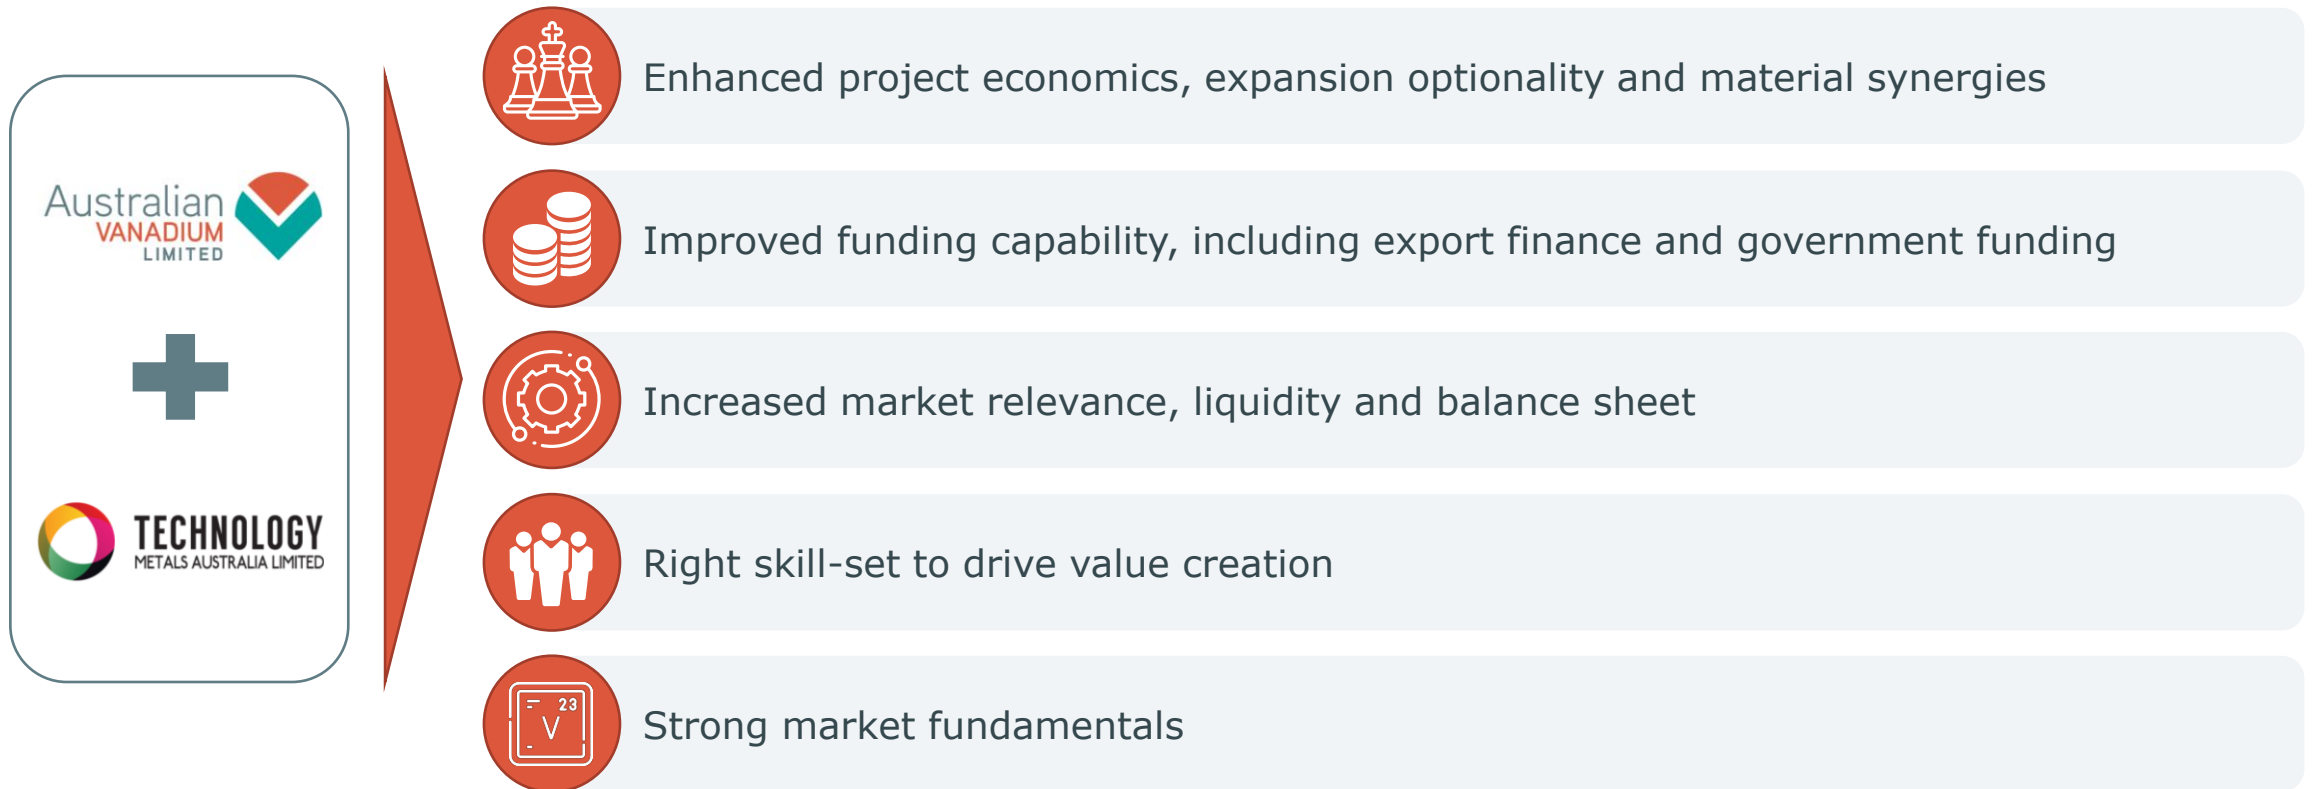 Australian
VANADIUM
LIMITED
TECHNOLOGY
METALS AUSTRALIA LIMITED
Enhanced project economics, expansion optionality and material synergies
Improved funding capability, including export finance and government funding
Increased market relevance, liquidity and balance sheet
Right skill-set to drive value creation
23
V
Strong market fundamentals